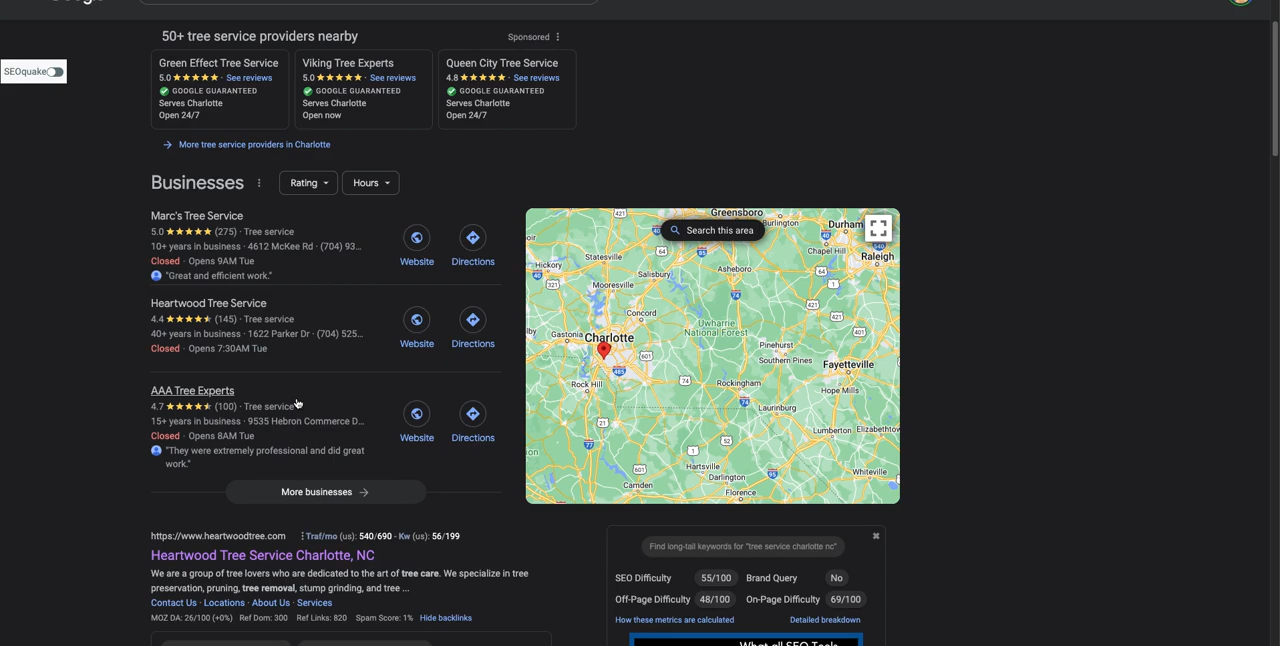 50+ tree service providers nearby
Sponsored
SEOquake
Green Effect Tree Service
5.0 ★★★★★ · See reviews
GOOGLE GUARANTEED
Serves Charlotte
Open 24/7
Viking Tree Experts
5.0 ★★★★★ · See reviews
GOOGLE GUARANTEED
Serves Charlotte
Open now
Queen City Tree Service
4.8 ★★★★★ · See reviews
GOOGLE GUARANTEED
Serves Charlotte
Open 24/7
More tree service providers in Charlotte
Businesses
Rating
Hours
Marc's Tree Service
5.0 ★★★★★ (275) · Tree service
10+ years in business · 4612 McKee Rd · (704) 93...
Closed · Opens 9AM Tue
"Great and efficient work."
Website
Directions
Heartwood Tree Service
4.4 ★★★★★ (145) · Tree service
40+ years in business · 1622 Parker Dr · (704) 525...
Closed · Opens 7:30AM Tue
Website
Directions
AAA Tree Experts
4.7 ★★★★★ (100) · Tree service
15+ years in business · 9535 Hebron Commerce D...
Closed · Opens 8AM Tue
"They were extremely professional and did great
work."
Website
Directions
More businesses
Search this area
Greensboro
Burlington
Durham
Chapel Hill
Raleigh
Statesville
Hickory
Salisbury
Asheboro
Mooresville
Concord
Uwharrie
National Forest
Gastonia
Charlotte
Pinehurst
Southern Pines
Fayetteville
Rock Hill
Rockingham
Hope Mills
Laurinburg
Lumberton
Elizabethtown
Hartsville
Darlington
Whiteville
Camden
Florence
https://www.heartwoodtree.com
Traf/mo (us): 540/690 - Kw (us): 56/199
Heartwood Tree Service Charlotte, NC
We are a group of tree lovers who are dedicated to the art of tree care. We specialize in tree
preservation, pruning, tree removal, stump grinding, and tree ...
Contact Us · Locations · About Us · Services
MOZ DA: 26/100 (+0%) Ref Dom: 300 Ref Links: 820 Spam Score: 1% Hide backlinks
Find long-tail keywords for "tree service charlotte nc"
SEO Difficulty 55/100 Brand Query No
Off-Page Difficulty 48/100 On-Page Difficulty 69/100
How these metrics are calculated
Detailed breakdown
What all SEO Tools